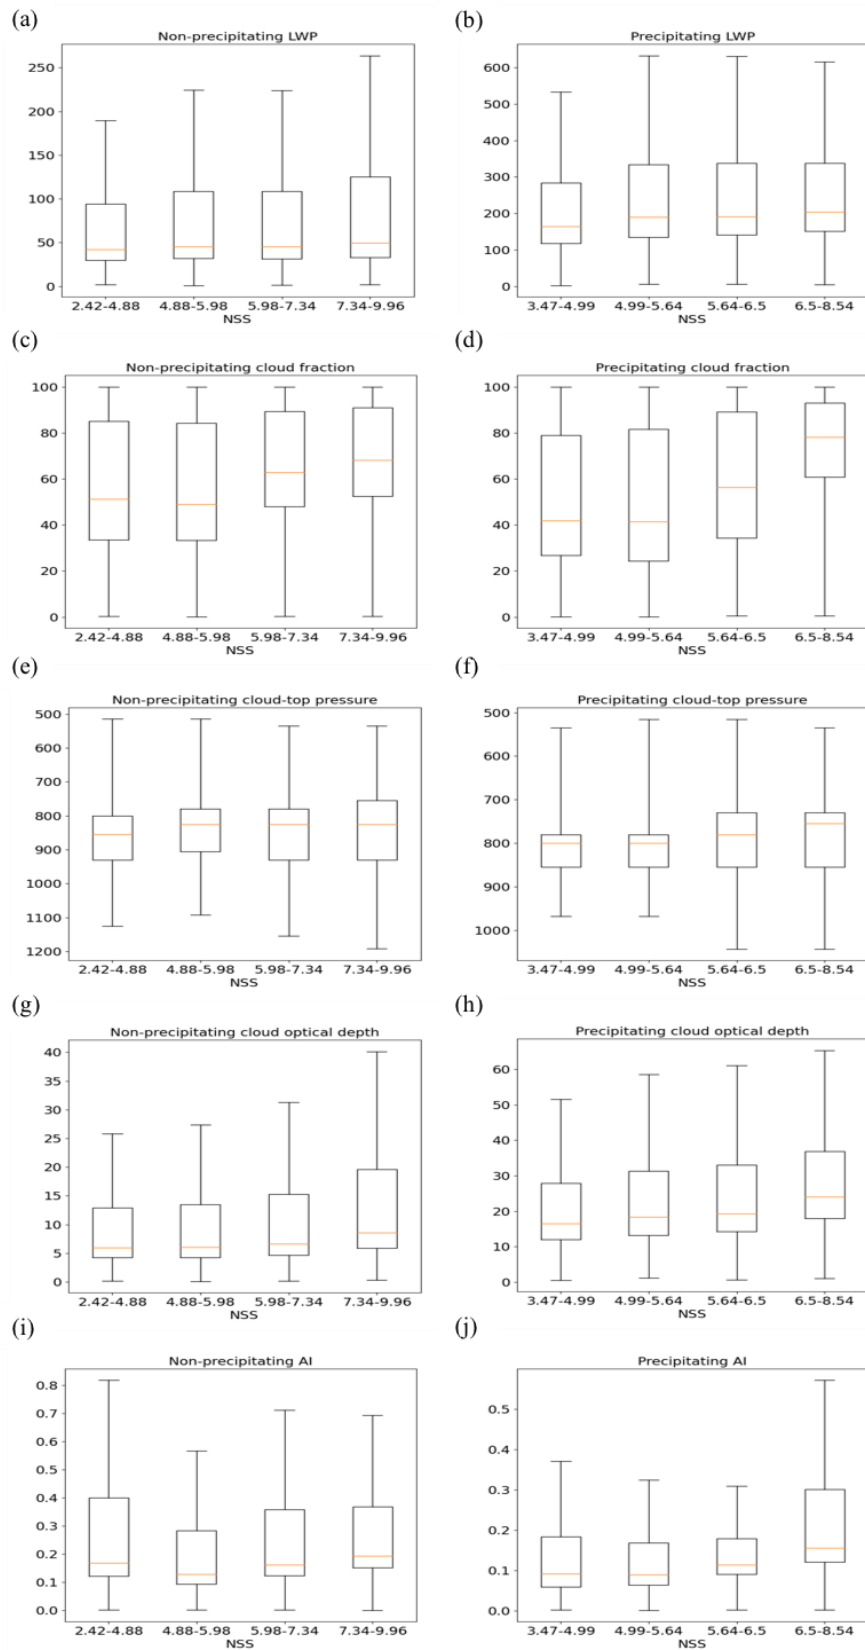 (a)
Non-precipitating LWP
250
200
150
100
50
0
2.42-4.88 4.88-5.98 5.98-7.34 7.34-9.96
NSS
(b)
Precipitating LWP
600
500
400
300
200
100
0
3.47-4.99 4.99-5.64 5.64-6.5 6.5-8.54
NSS
(c)
Non-precipitating cloud fraction
100
80
60
40
20
0
2.42-4.88 4.88-5.98 5.98-7.34 7.34-9.96
NSS
(d)
Precipitating cloud fraction
100
80
60
40
20
0
3.47-4.99 4.99-5.64 5.64-6.5 6.5-8.54
NSS
(e)
Non-precipitating cloud-top pressure
500
600
700
800
900
1000
1100
1200
2.42-4.88 4.88-5.98 5.98-7.34 7.34-9.96
NSS
(f)
Precipitating cloud-top pressure
500
600
700
800
900
1000
3.47-4.99 4.99-5.64 5.64-6.5 6.5-8.54
NSS
(g)
Non-precipitating cloud optical depth
40
35
30
25
20
15
10
5
0
2.42-4.88 4.88-5.98 5.98-7.34 7.34-9.96
NSS
(h)
Precipitating cloud optical depth
60
50
40
30
20
10
0
3.47-4.99 4.99-5.64 5.64-6.5 6.5-8.54
NSS
(i)
Non-precipitating AI
0.8
0.7
0.6
0.5
0.4
0.3
0.2
0.1
0.0
2.42-4.88 4.88-5.98 5.98-7.34 7.34-9.96
NSS
(j)
Precipitating AI
0.5
0.4
0.3
0.2
0.1
0.0
3.47-4.99 4.99-5.64 5.64-6.5 6.5-8.54
NSS